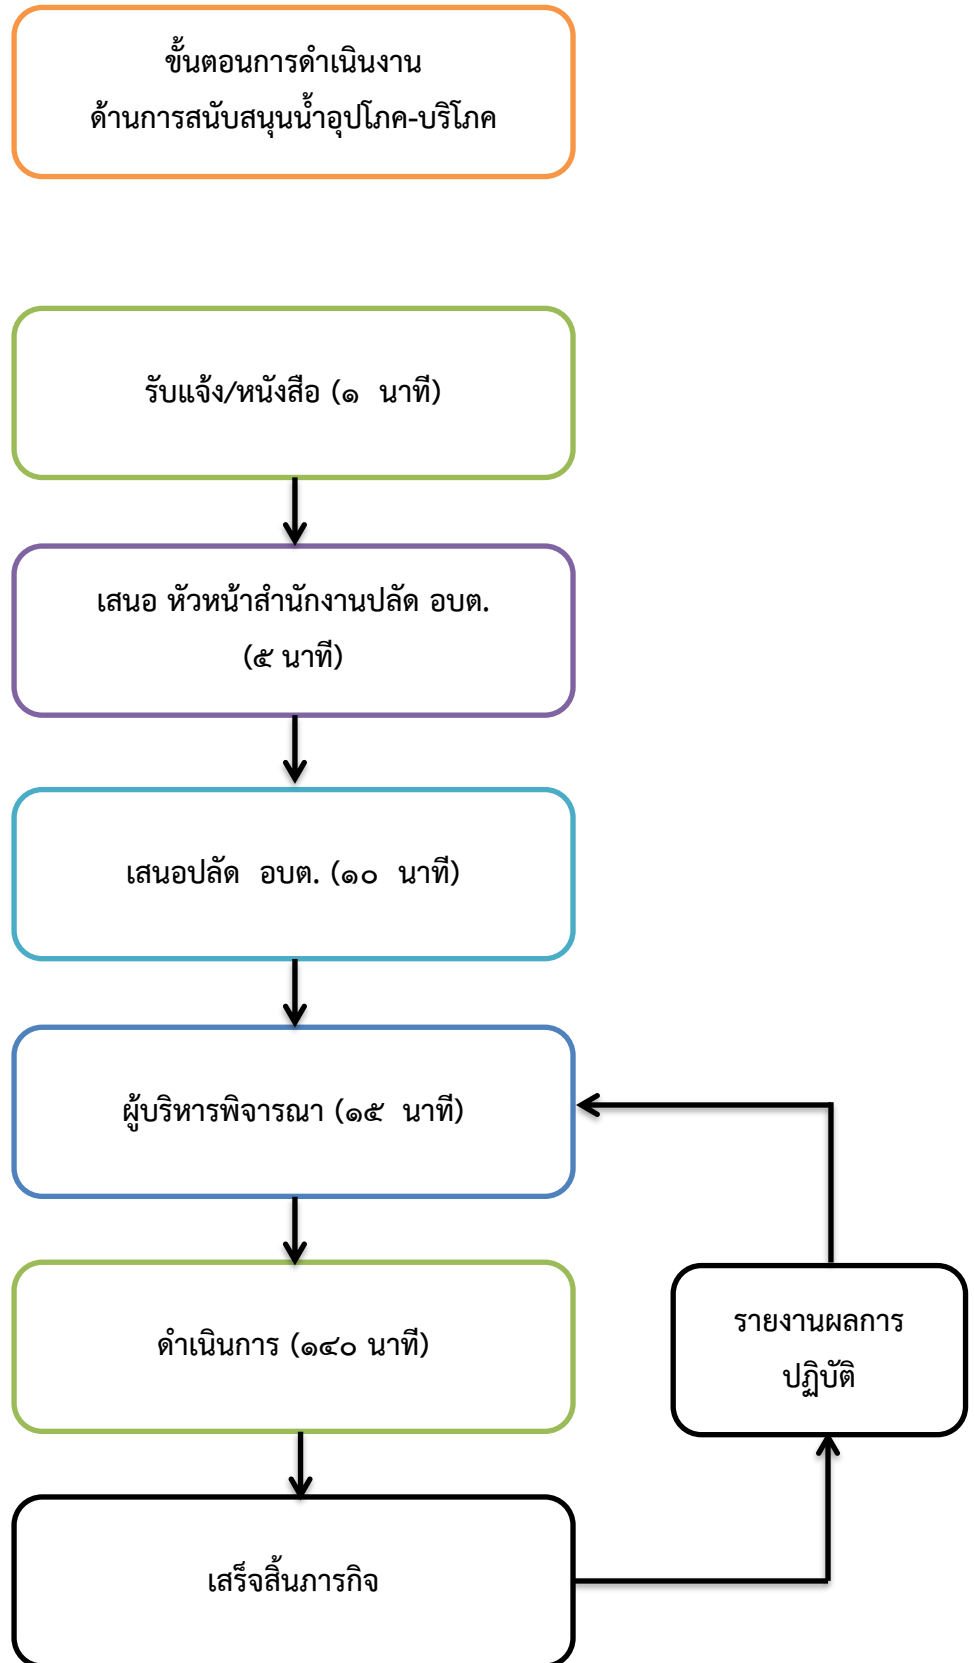 ขั้นตอนการดำเนินงาน
ด้านการสนับสนุนน้ำอุปโภค-บริโภค
รับแจ้ง/หนังสือ (๑ นาที)
เสนอ หัวหน้าสำนักงานปลัด อบต.
(๕ นาที)
เสนอปลัด อบต. (๑๐ นาที)
ผู้บริหารพิจารณา (๑๕ นาที)
ดำเนินการ (๑๔๐ นาที)
รายงานผลการ
ปฏิบัติ
เสร็จสิ้นภารกิจ